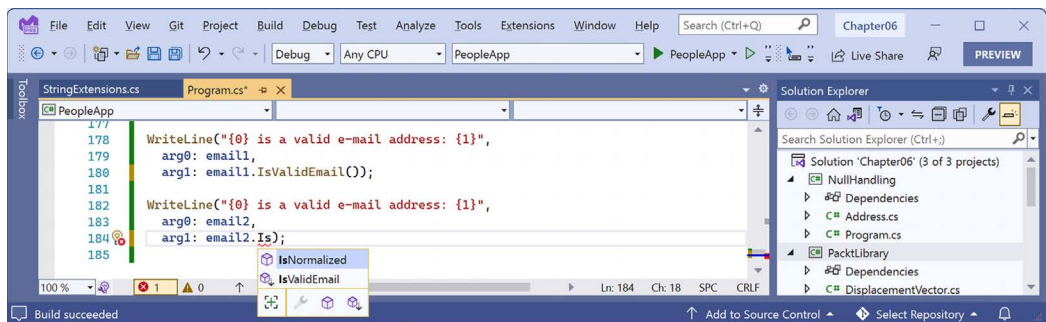 File Edit View Git Project Build Debug Test Analyze Tools Extensions Window Help Search (Ctrl+Q) Chapter06
Debug Any CPU PeopleApp PeopleApp Live Share PREVIEW
Toolbox
StringExtensions.cs Program.cs*
PeopleApp
177
178 WriteLine("{0} is a valid e-mail address: {1}",
179 arg0: email1,
180 arg1: email1.IsValidEmail());
181
182 WriteLine("{0} is a valid e-mail address: {1}",
183 arg0: email2,
184 arg1: email2.Is);
185
IsNormalized
IsValidEmail
100 % 1 0 Ln: 184 Ch: 18 SPC CRLF
Solution Explorer
Search Solution Explorer (Ctrl+;)
Solution 'Chapter06' (3 of 3 projects)
C# NullHandling
Dependencies
C# Address.cs
C# Program.cs
C# PacktLibrary
Dependencies
C# DisplacementVector.cs
Build succeeded Add to Source Control Select Repository